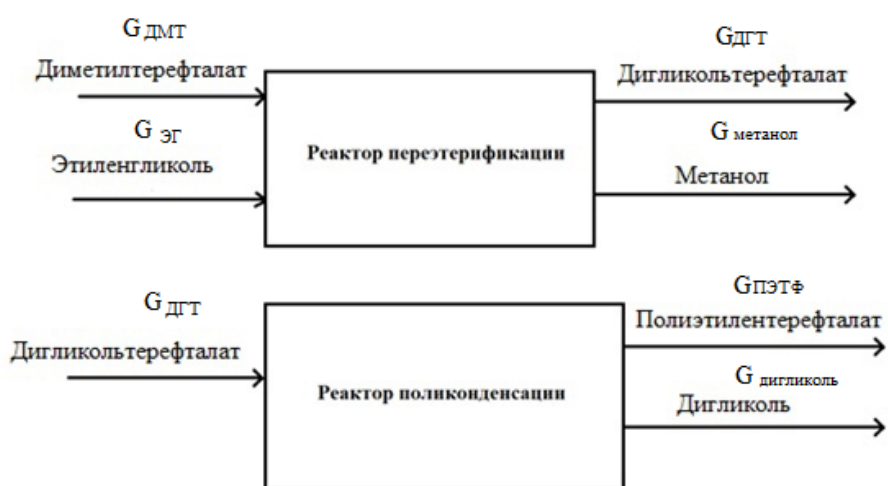 G ДМТ
Диметилтерефталат
G ЭГ
Этиленгликоль
Реактор переэтерификации
GДГТ
Дигликольтерефталат
G метанол
Метанол
G ДГТ
Дигликольтерефталат
Реактор поликонденсации
GПЭТФ
Полиэтилентерефталат
G дигликоль
Дигликоль